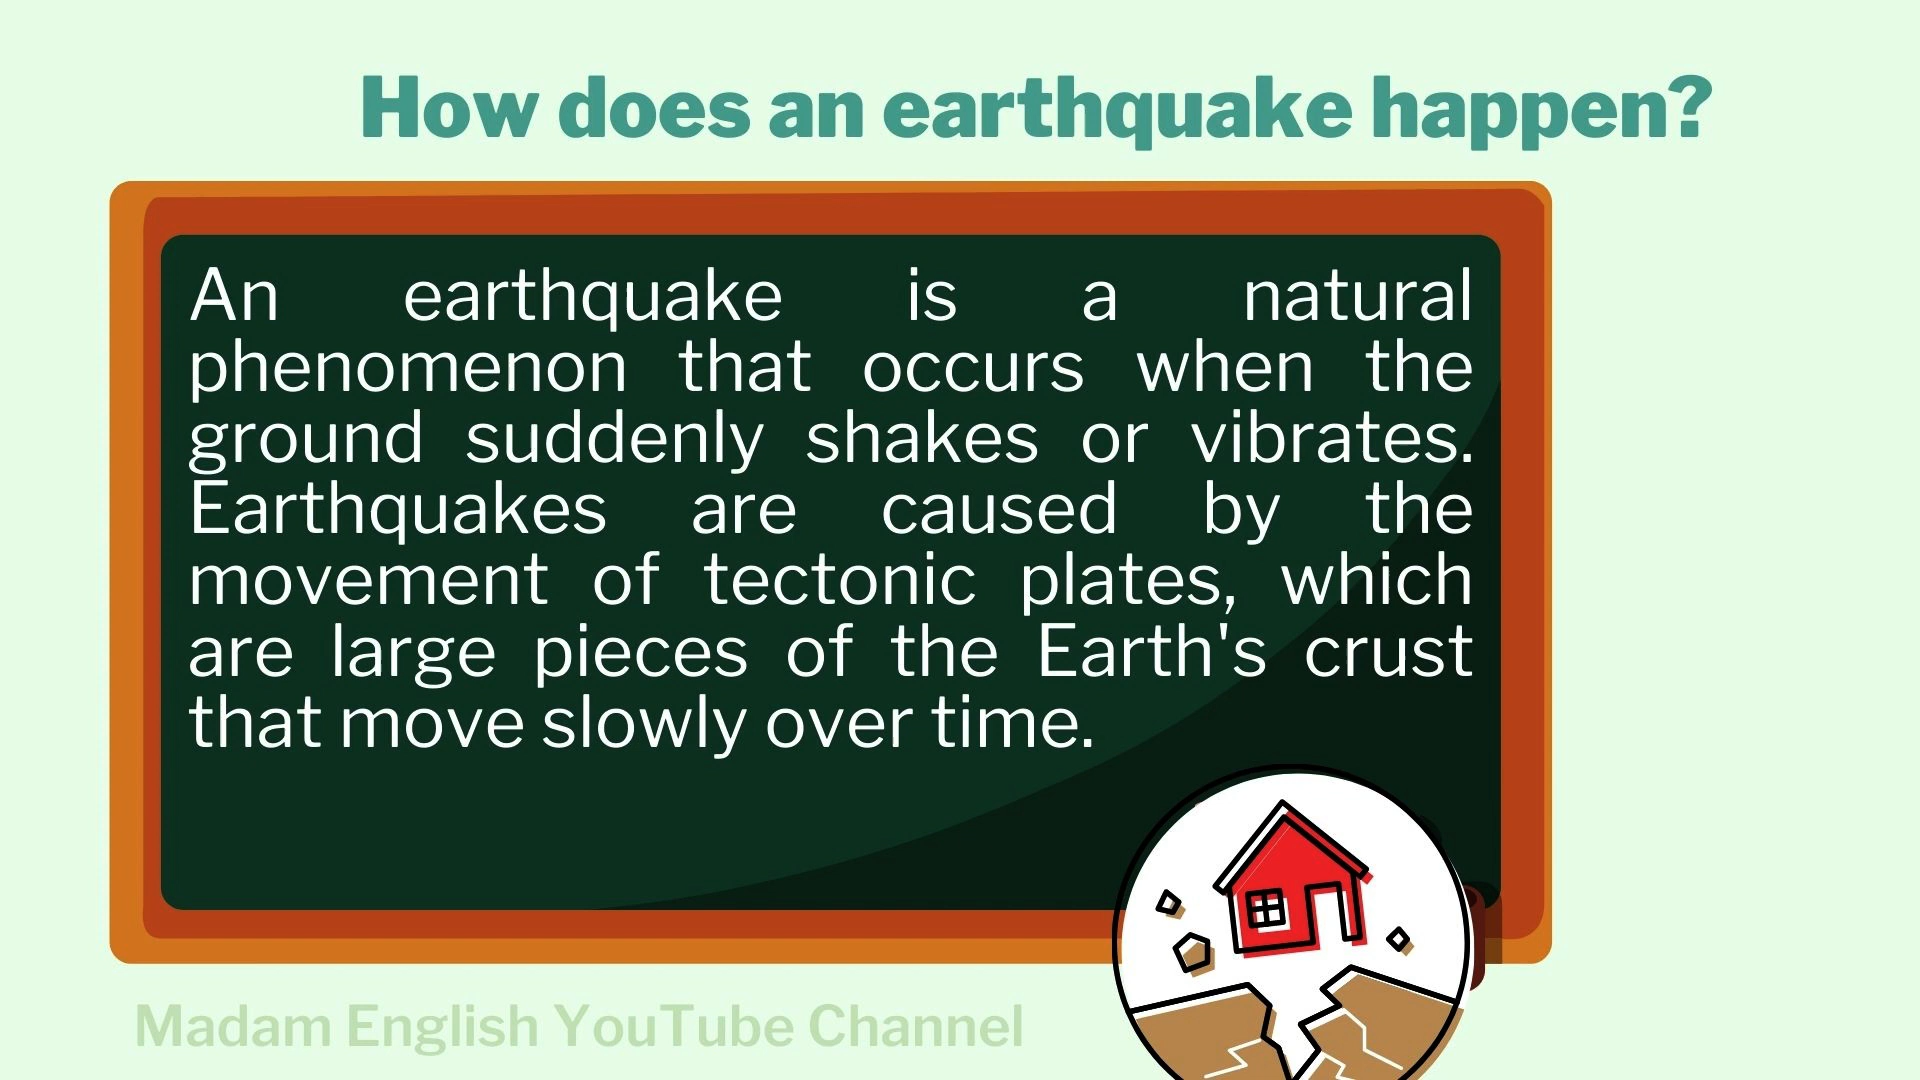 How does an earthquake happen?
An earthquake is a natural
phenomenon that occurs when the
ground suddenly shakes or vibrates.
Earthquakes are caused by the
movement of tectonic plates, which
are large pieces of the Earth's crust
that move slowly over time.
Madam English YouTube Channel